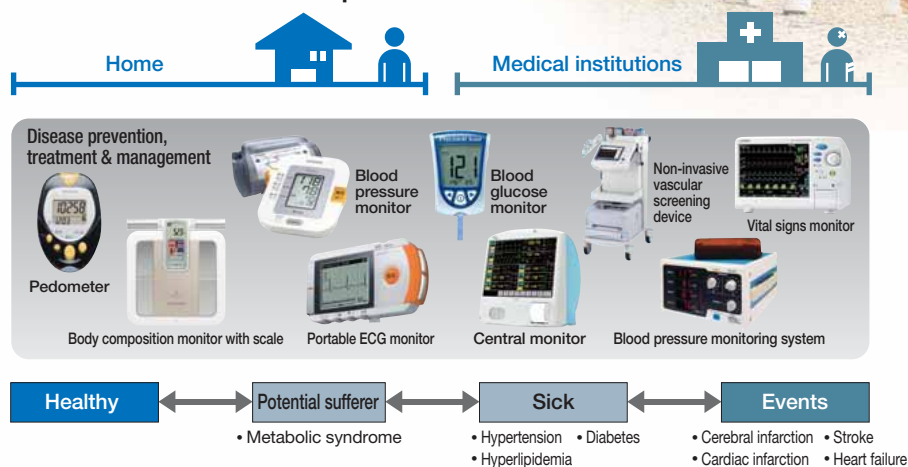 Home
Medical institutions
Disease prevention,
treatment & management
Pedometer
Body composition monitor with scale
Blood
pressure
monitor
Portable ECG monitor
121
Blood
glucose
monitor
Central monitor
Non-invasive
vascular
screening
device
Vital signs monitor
Blood pressure monitoring system
10258
Healthy
Potential sufferer
Sick
Events
• Metabolic syndrome
• Hypertension • Diabetes
• Hyperlipidemia
• Cerebral infarction • Stroke
• Cardiac infarction • Heart failure